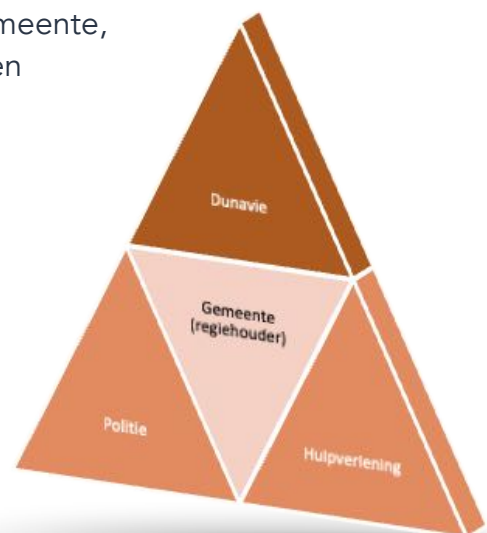 meente,
en
Dunavie
Gemeente
(regiehouder)
Politie
Hulpverlening